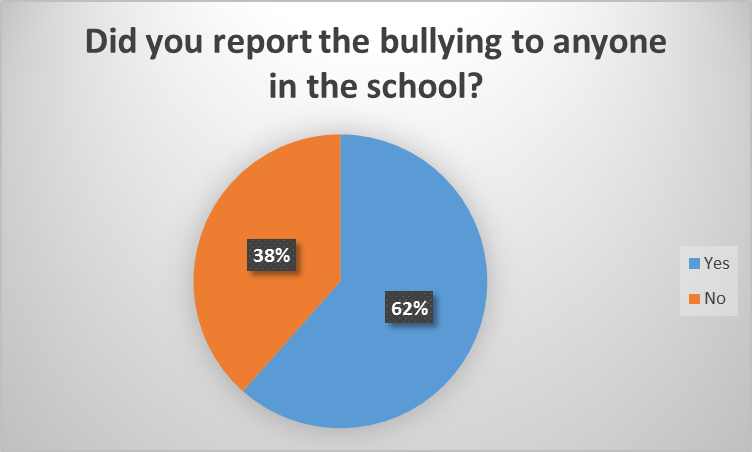 Did you report the bullying to anyone
in the school?
38%
62%
Yes
No